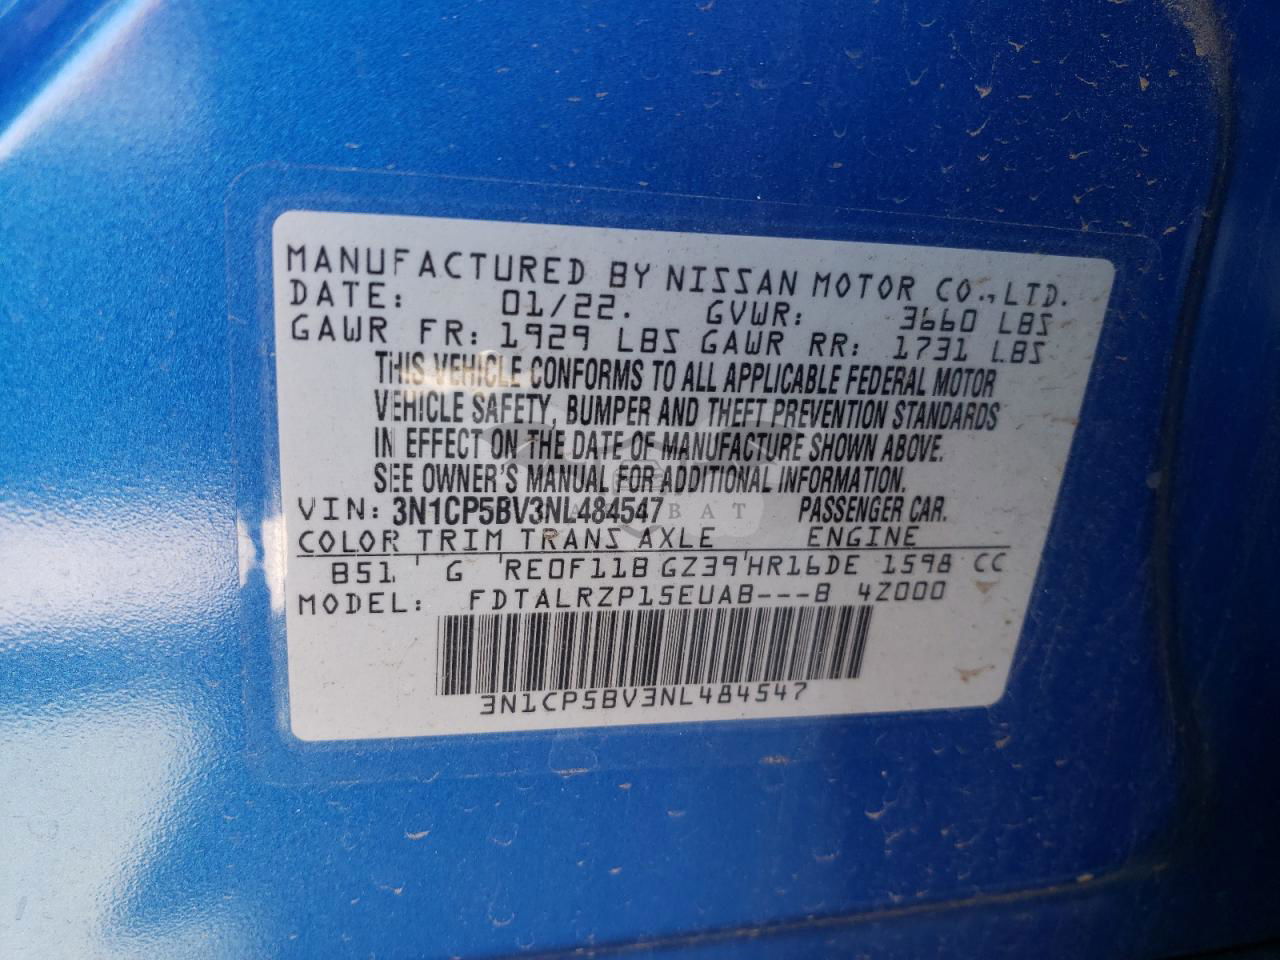 MANUFACTURED BY NISSAN MOTOR CO., LTD.
DATE: 01/22. GVWR: 3660 LBS
GAWR FR: 1929 LBS GAWR RR: 1731 LBS
THIS VEHICLE CONFORMS TO ALL APPLICABLE FEDERAL MOTOR
VEHICLE SAFETY, BUMPER AND THEFT PREVENTION STANDARDS
IN EFFECT ON THE DATE OF MANUFACTURE SHOWN ABOVE.
SEE OWNER'S MANUAL FOR ADDITIONAL INFORMATION.
VIN: 3N1CP5BV3NL484547 PASSENGER CAR.
COLOR TRIM TRANS AXLE ENGINE
B51 G RE0F11B GZ39 HR16DE 1598 CC
MODEL: FDTALRZP15EUAB---B 4Z000
3N1CP5BV3NL484547